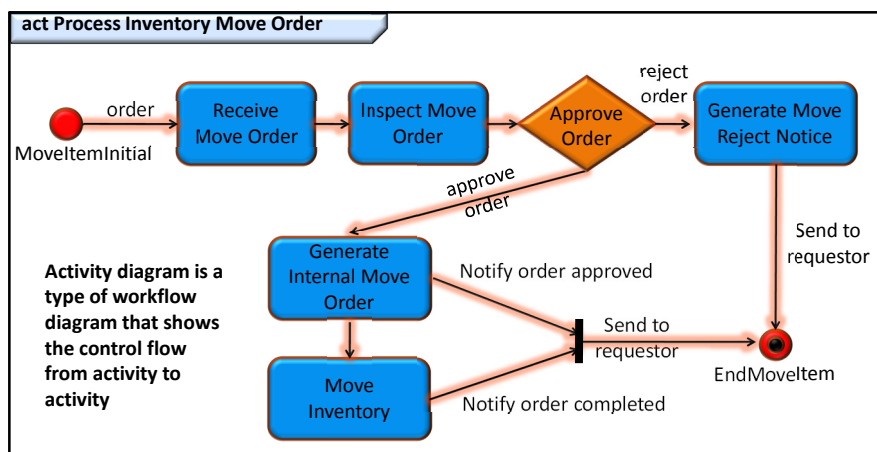 act Process Inventory Move Order
order
MoveItemInitial
Receive
Move Order
Inspect Move
Order
Approve
Order
reject
order
Generate Move
Reject Notice
approve
order
Send to
requestor
Generate
Internal Move
Order
Notify order approved
Activity diagram is a
type of workflow
diagram that shows
the control flow
from activity to
activity
Send to
requestor
EndMoveItem
Move
Inventory
Notify order completed